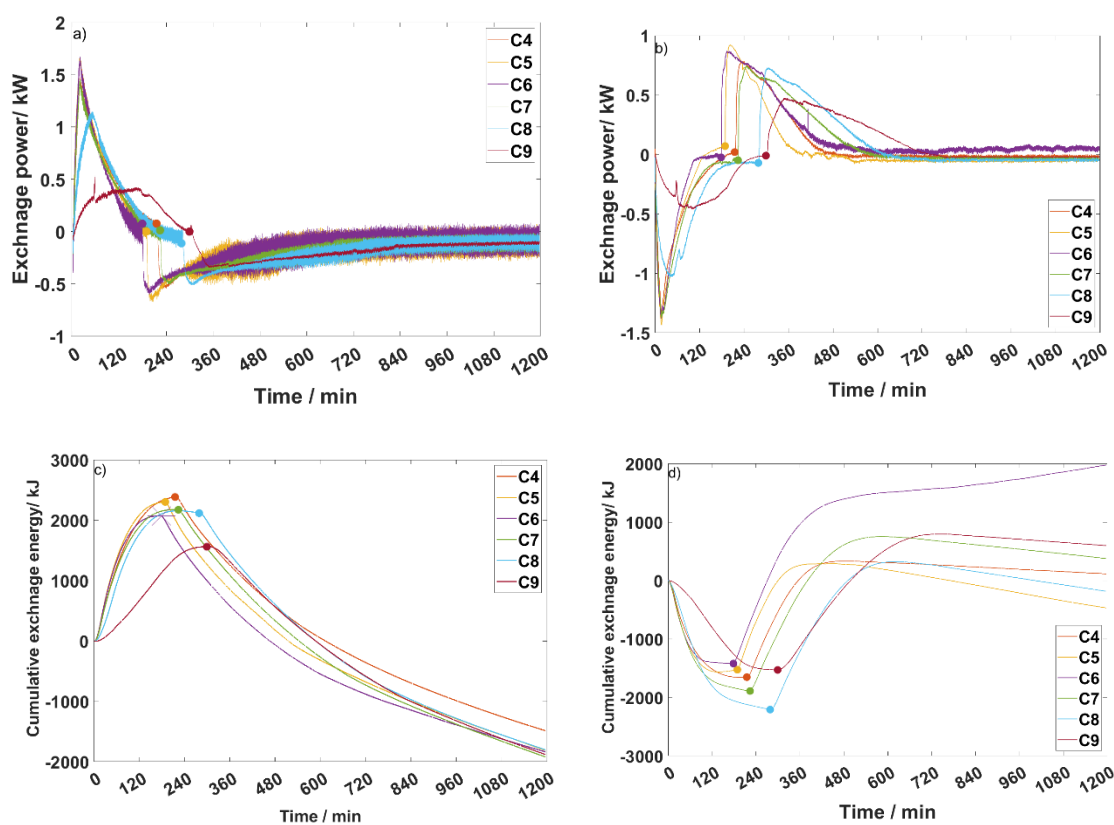 a)
2
1.5
1
0.5
0
-0.5
-1
Exchnage power/ kW
0 120 240 360 480 600 720 840 960 1080 1200
Time / min
C4
C5
C6
C7
C8
C9
b)
1
0.5
0
-0.5
-1
-1.5
Exchnage power/ kW
0 120 240 360 480 600 720 840 960 1080 1200
Time / min
C4
C5
C6
C7
C8
C9
c)
3000
2000
1000
0
-1000
-2000
Cumulative exchnage energy/ kJ
0 120 240 360 480 600 720 840 960 1080 1200
Time / min
C4
C5
C6
C7
C8
C9
d)
2000
1000
0
-1000
-2000
-3000
Cumulative exchnage energy/ kJ
0 120 240 360 480 600 720 840 960 1080 1200
Time / min
C4
C5
C6
C7
C8
C9